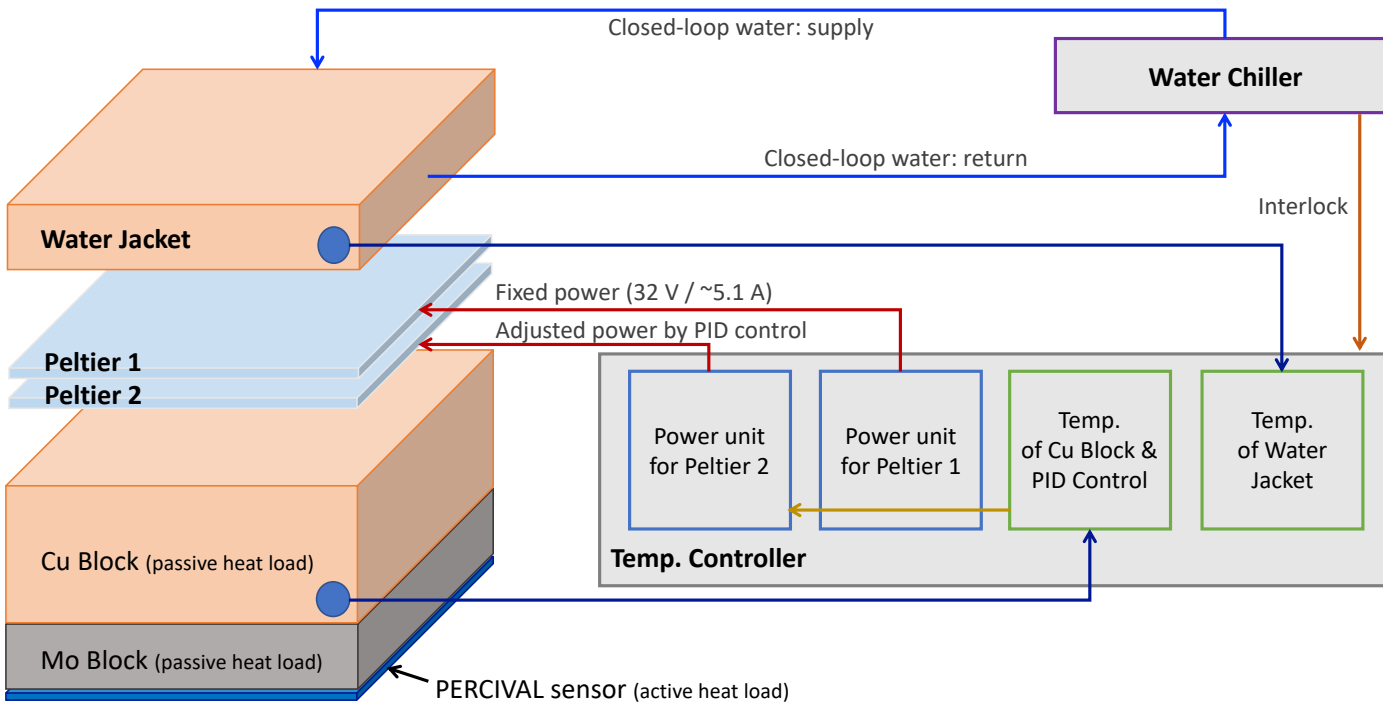 Closed-loop water: supply
Water Chiller
Closed-loop water: return
Interlock
Water Jacket
Fixed power (32 V / ~5.1 A)
Adjusted power by PID control
Peltier 1
Peltier 2
Power unit
for Peltier 2
Power unit
for Peltier 1
Temp.
of Cu Block &
PID Control
Temp.
of Water
Jacket
Temp. Controller
Cu Block (passive heat load)
Mo Block (passive heat load)
PERCIVAL sensor (active heat load)